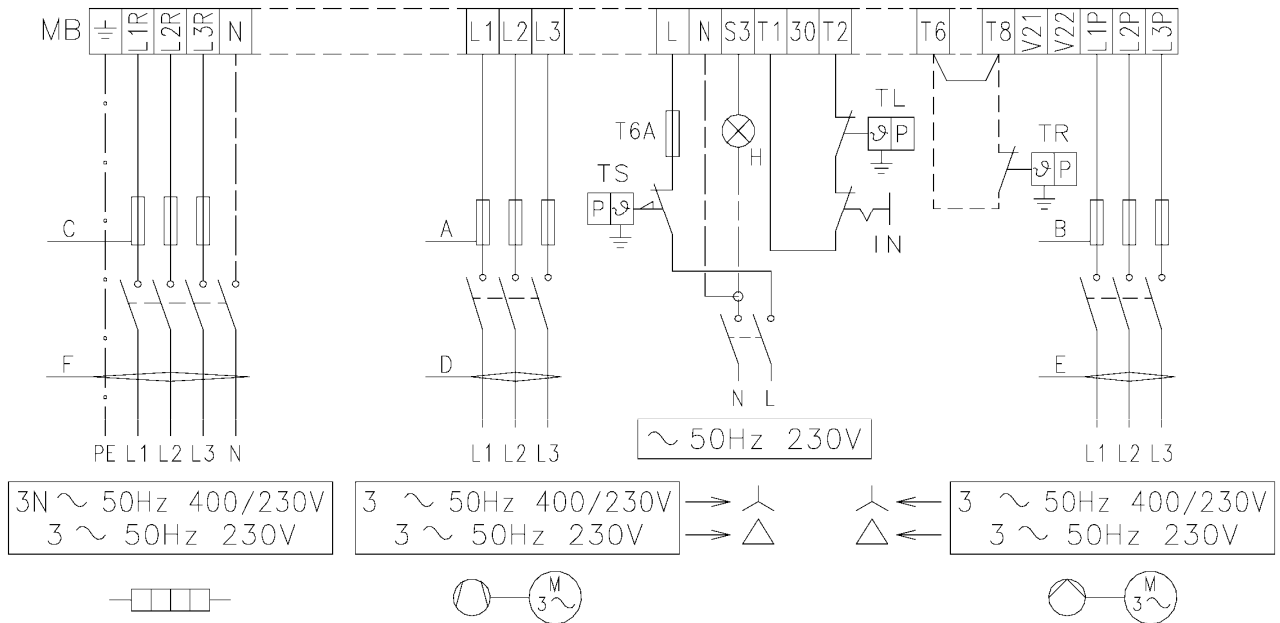 MB ⏚ L1R L2R L3R N L1 L2 L3 L N S3 T1 30 T2 T6 T8 V21 V22 L1P L2P L3P
TL
T6A
ϑ P
H
TR
ϑ P
TS
P ϑ
C
A
IN
B
F
D
E
N L
PE L1 L2 L3 N
L1 L2 L3
∼ 50Hz 230V
L1 L2 L3
3N ∼ 50Hz 400/230V
3 ∼ 50Hz 230V
3 ∼ 50Hz 400/230V
3 ∼ 50Hz 230V
3 ∼ 50Hz 400/230V
3 ∼ 50Hz 230V
M
3∼
M
3∼